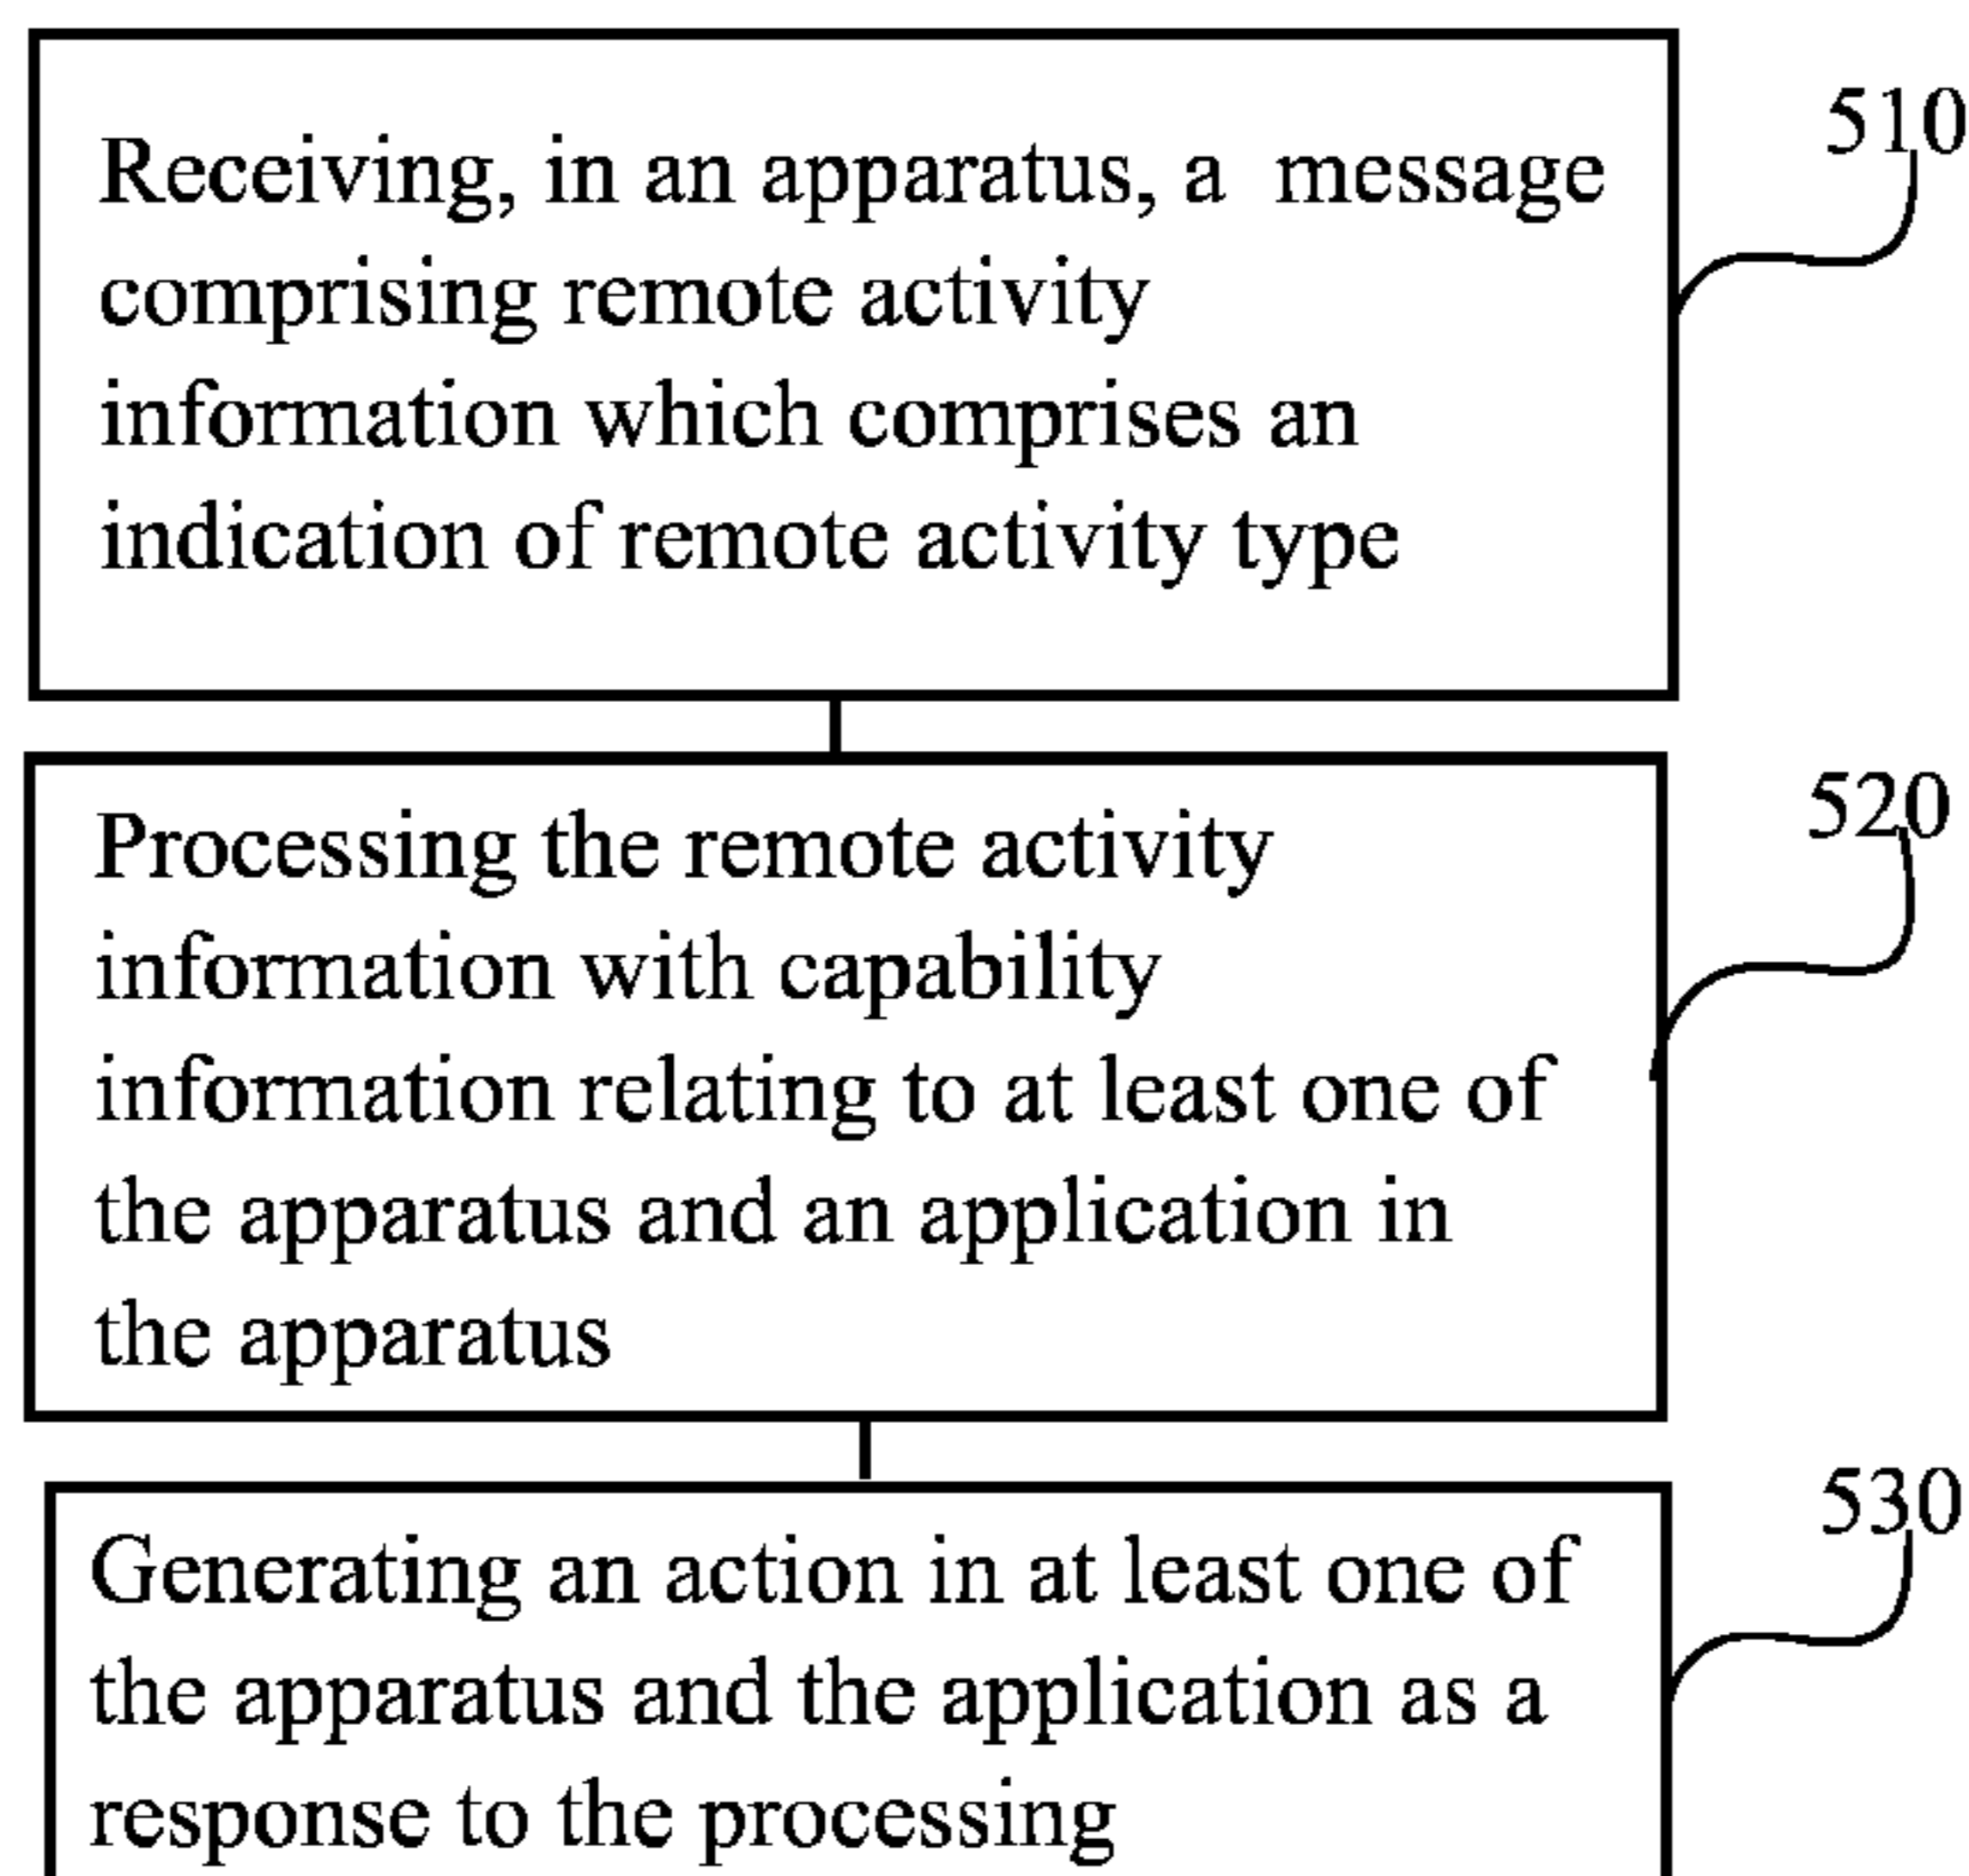 Receiving, in an apparatus, a message
comprising remote activity
information which comprises an
indication of remote activity type
510
Processing the remote activity
information with capability
information relating to at least one of
the apparatus and an application in
the apparatus
520
Generating an action in at least one of
the apparatus and the application as a
response to the processing
530